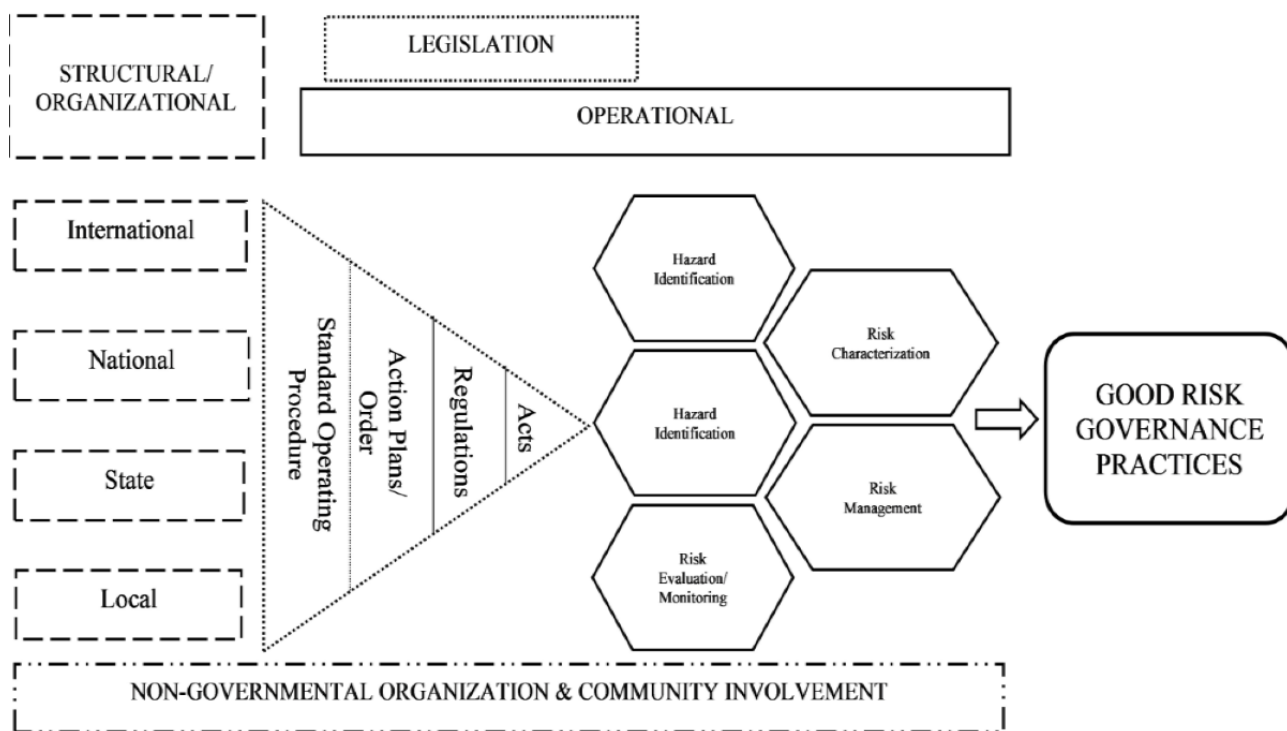 STRUCTURAL/
ORGANIZATIONAL
LEGISLATION
OPERATIONAL
International
National
State
Local
Standard Operating
Procedure
Action Plans/
Order
Regulations
Acts
Hazard
Identification
Hazard
Identification
Risk
Evaluation/
Monitoring
Risk
Characterization
Risk
Management
GOOD RISK
GOVERNANCE
PRACTICES
NON-GOVERNMENTAL ORGANIZATION & COMMUNITY INVOLVEMENT